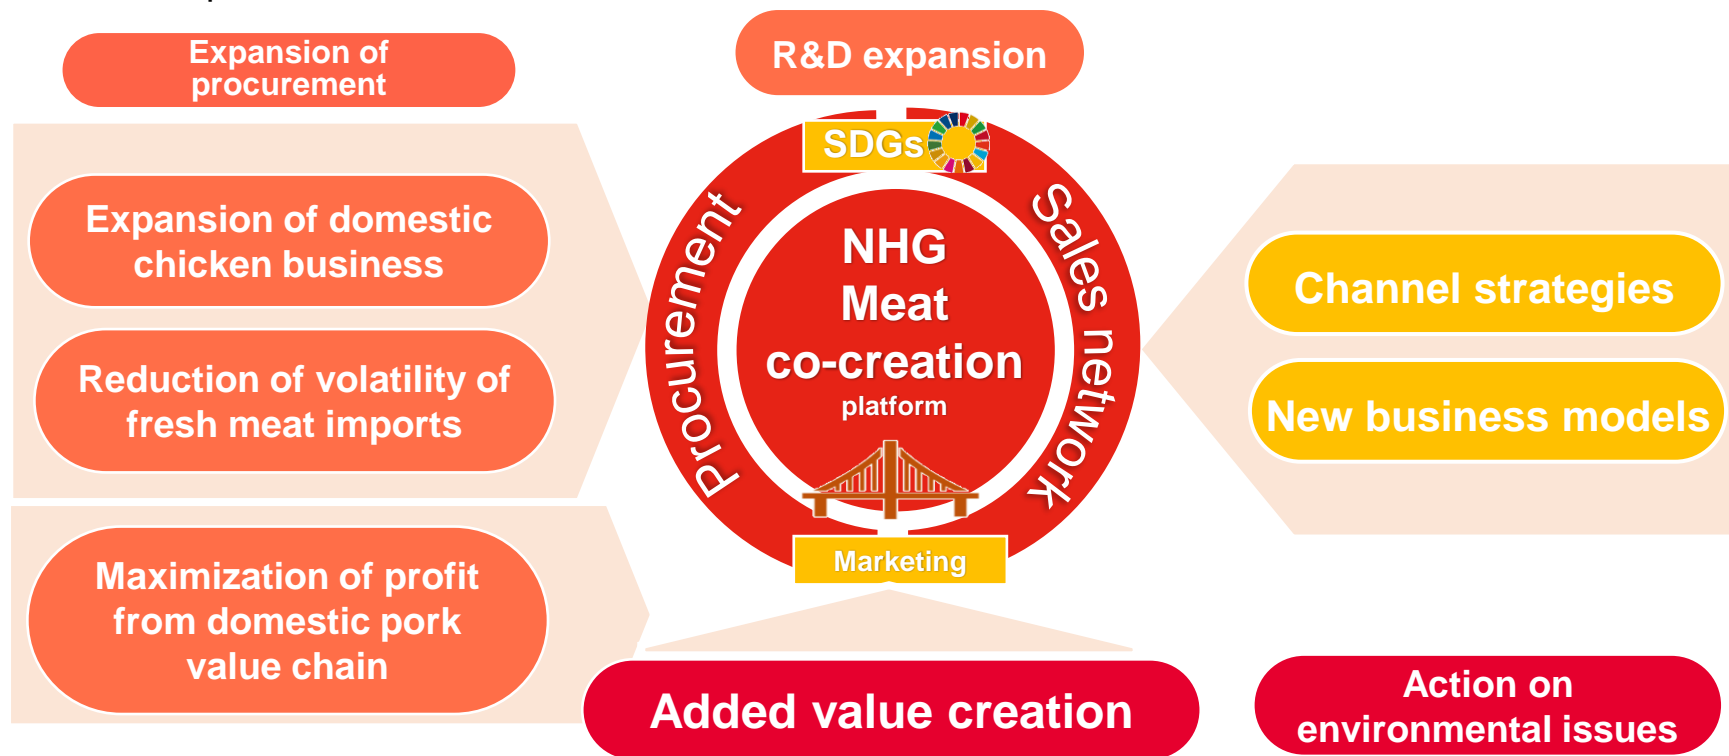 Expansion of
procurement
R&D expansion
SDGs
Expansion of domestic
chicken business
Reduction of volatility of
fresh meat imports
Maximization of profit
from domestic pork
value chain
Procurement
NHG
Meat
co-creation
platform
Sales network
Marketing
Channel strategies
New business models
Added value creation
Action on
environmental issues